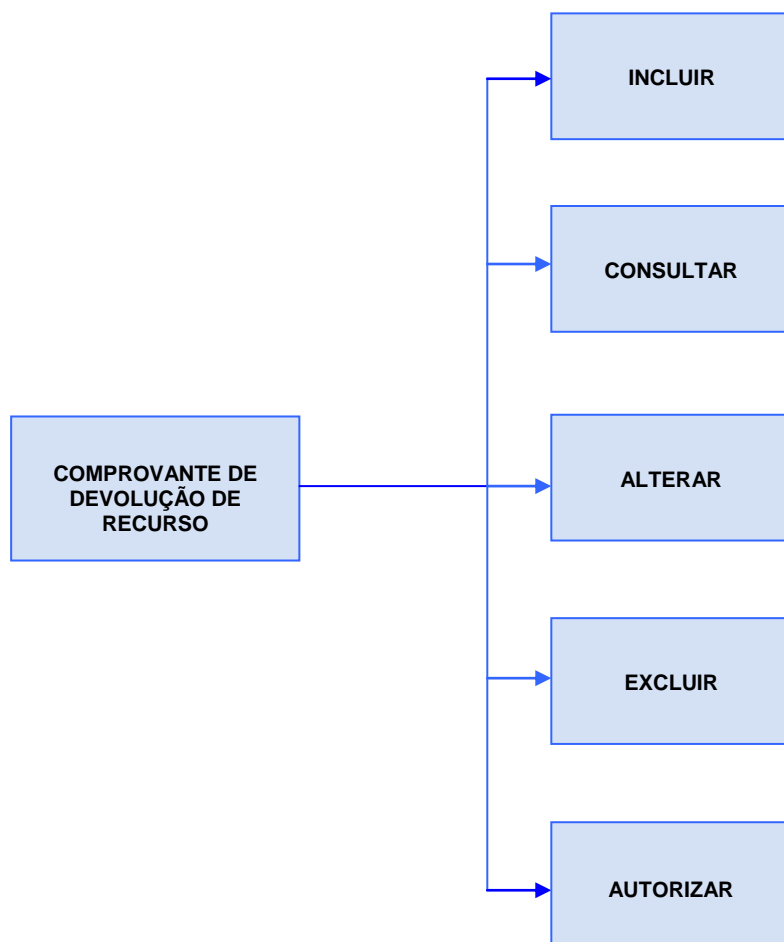 INCLUIR
CONSULTAR
COMPROVANTE DE
DEVOLUÇÃO DE
RECURSO
ALTERAR
EXCLUIR
AUTORIZAR